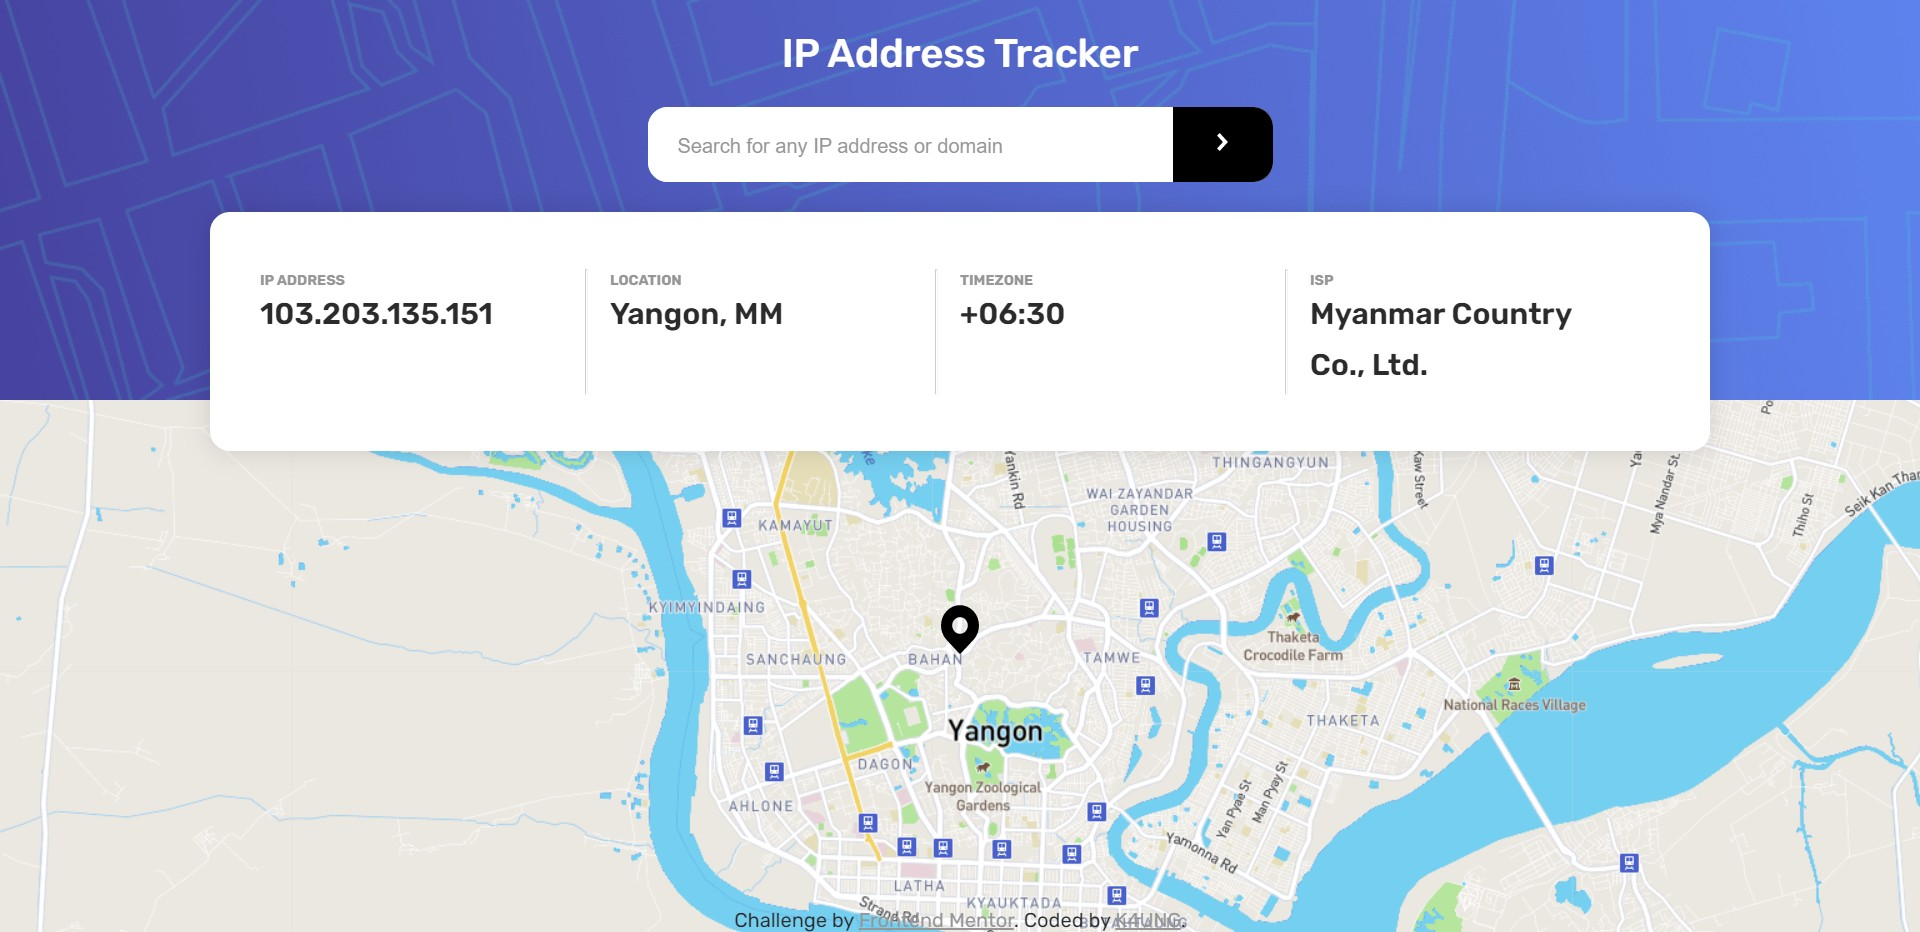 IP Address Tracker
Search for any IP address or domain
IP ADDRESS
103.203.135.151
LOCATION
Yangon, MM
TIMEZONE
+06:30
ISP
Myanmar Country
Co., Ltd.
THINGANGYUN
Yankin Rd
Kaw Street
Mya Nandar St.
Thiho St
Seik Kan Thar
WAI ZAYANDAR
GARDEN
HOUSING
KAMAYUT
KYIMYINDAING
SANCHAUNG
BAHAN
TAMWE
Thaketa
Crocodile Farm
National Races Village
THAKETA
Yangon
DAGON
Yangon Zoological
Gardens
AHLONE
Yan Pyae St
Man Pyay St
Yamonna Rd
LATHA
KYAUKTADA
Strand Rd
Challenge by Frontend Mentor. Coded by K4UNG.